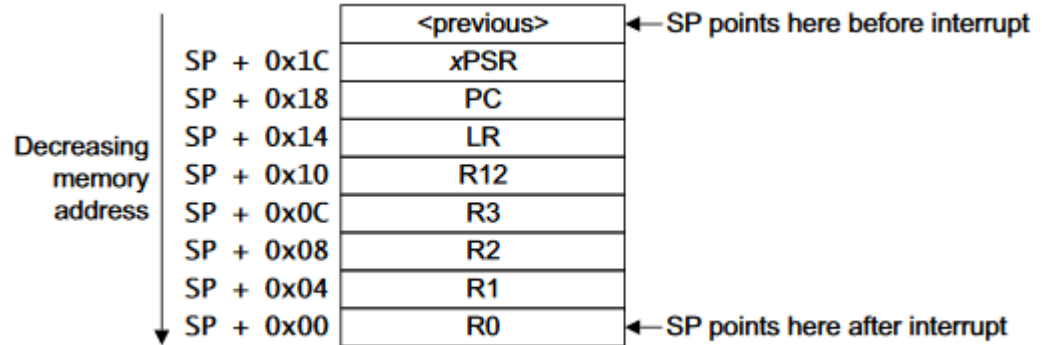 <previous> SP points here before interrupt
SP + 0x1C xPSR
SP + 0x18 PC
SP + 0x14 LR
Decreasing
memory
address
SP + 0x10 R12
SP + 0x0C R3
SP + 0x08 R2
SP + 0x04 R1
SP + 0x00 R0 SP points here after interrupt